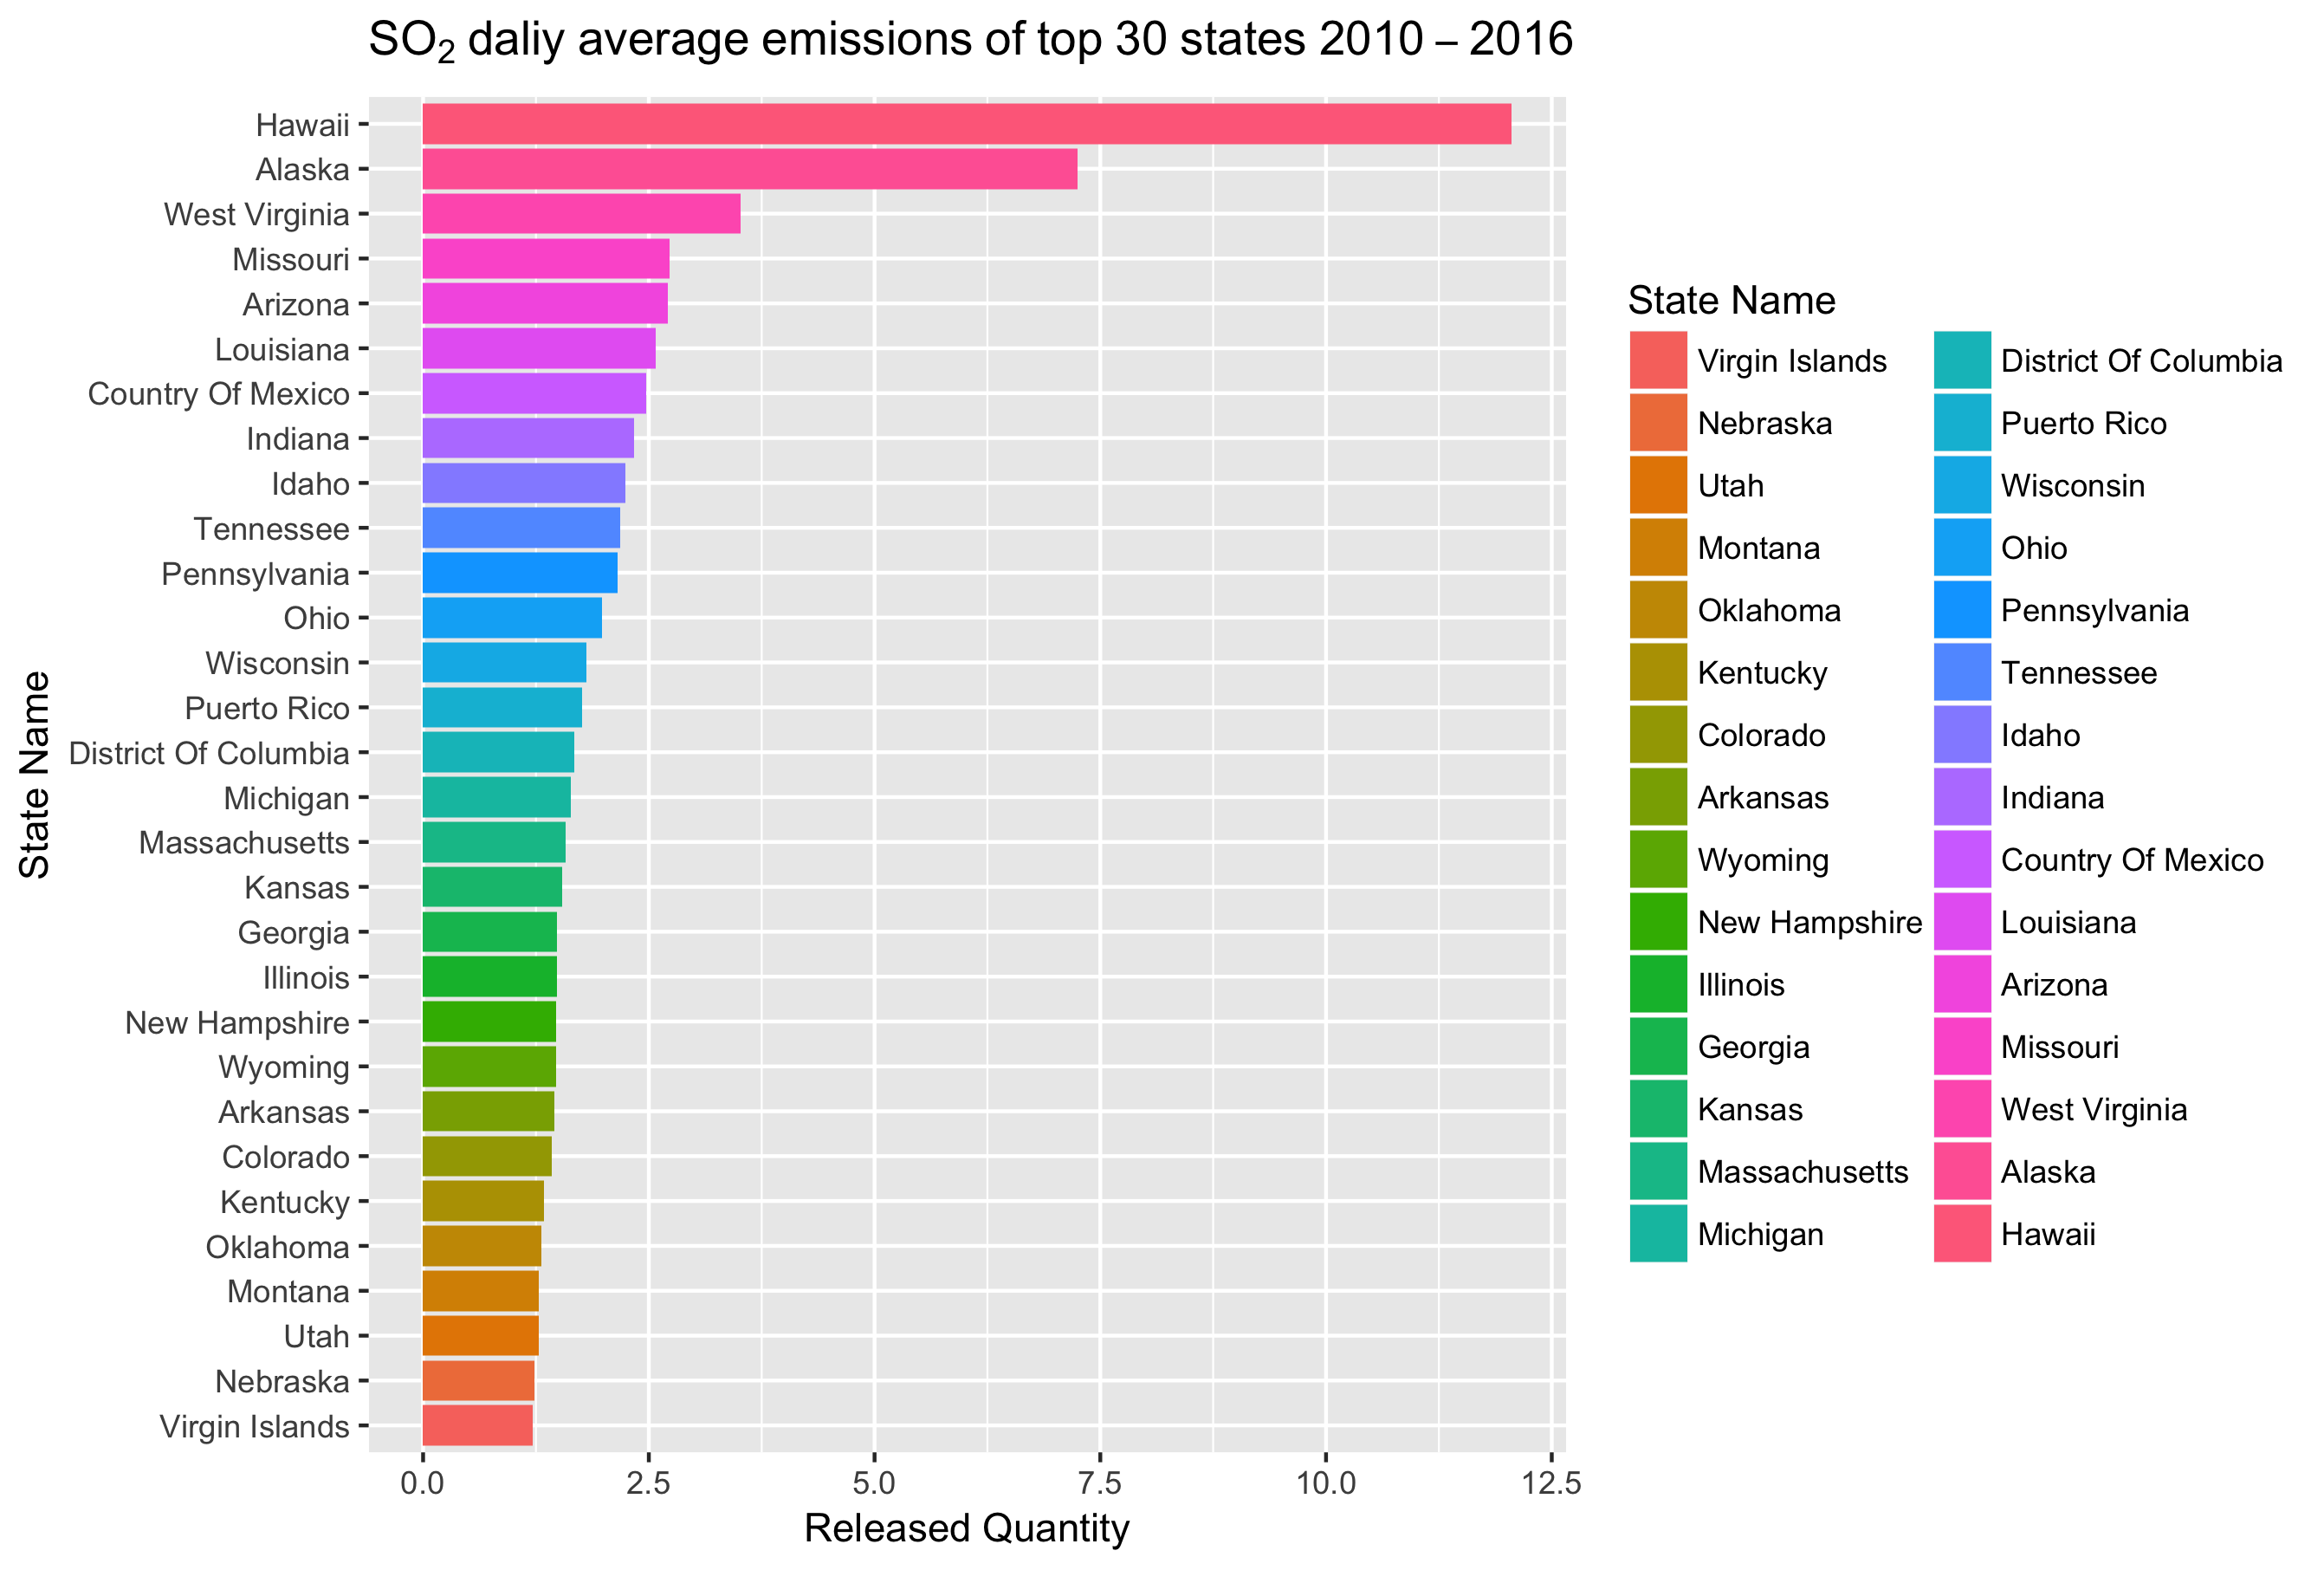 SO₂ daliy average emissions of top 30 states 2010 – 2016
State Name
Hawaii
Alaska
West Virginia
Missouri
Arizona
Louisiana
Country Of Mexico
Indiana
Idaho
Tennessee
Pennsylvania
Ohio
Wisconsin
Puerto Rico
District Of Columbia
Michigan
Massachusetts
Kansas
Georgia
Illinois
New Hampshire
Wyoming
Arkansas
Colorado
Kentucky
Oklahoma
Montana
Utah
Nebraska
Virgin Islands
0.0 2.5 5.0 7.5 10.0 12.5
Released Quantity
State Name
Virgin Islands
Nebraska
Utah
Montana
Oklahoma
Kentucky
Colorado
Arkansas
Wyoming
New Hampshire
Illinois
Georgia
Kansas
Massachusetts
Michigan
District Of Columbia
Puerto Rico
Wisconsin
Ohio
Pennsylvania
Tennessee
Idaho
Indiana
Country Of Mexico
Louisiana
Arizona
Missouri
West Virginia
Alaska
Hawaii